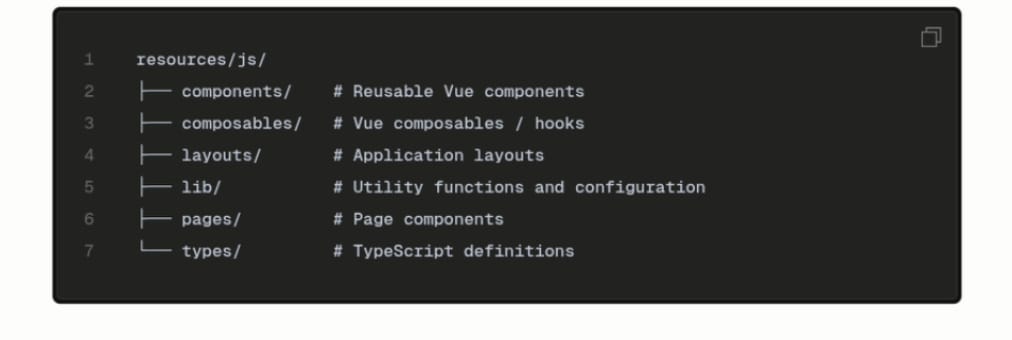 1 resources/js/
2 ├── components/    # Reusable Vue components
3 ├── composables/   # Vue composables / hooks
4 ├── layouts/       # Application layouts
5 ├── lib/           # Utility functions and configuration
6 ├── pages/         # Page components
7 └── types/         # TypeScript definitions